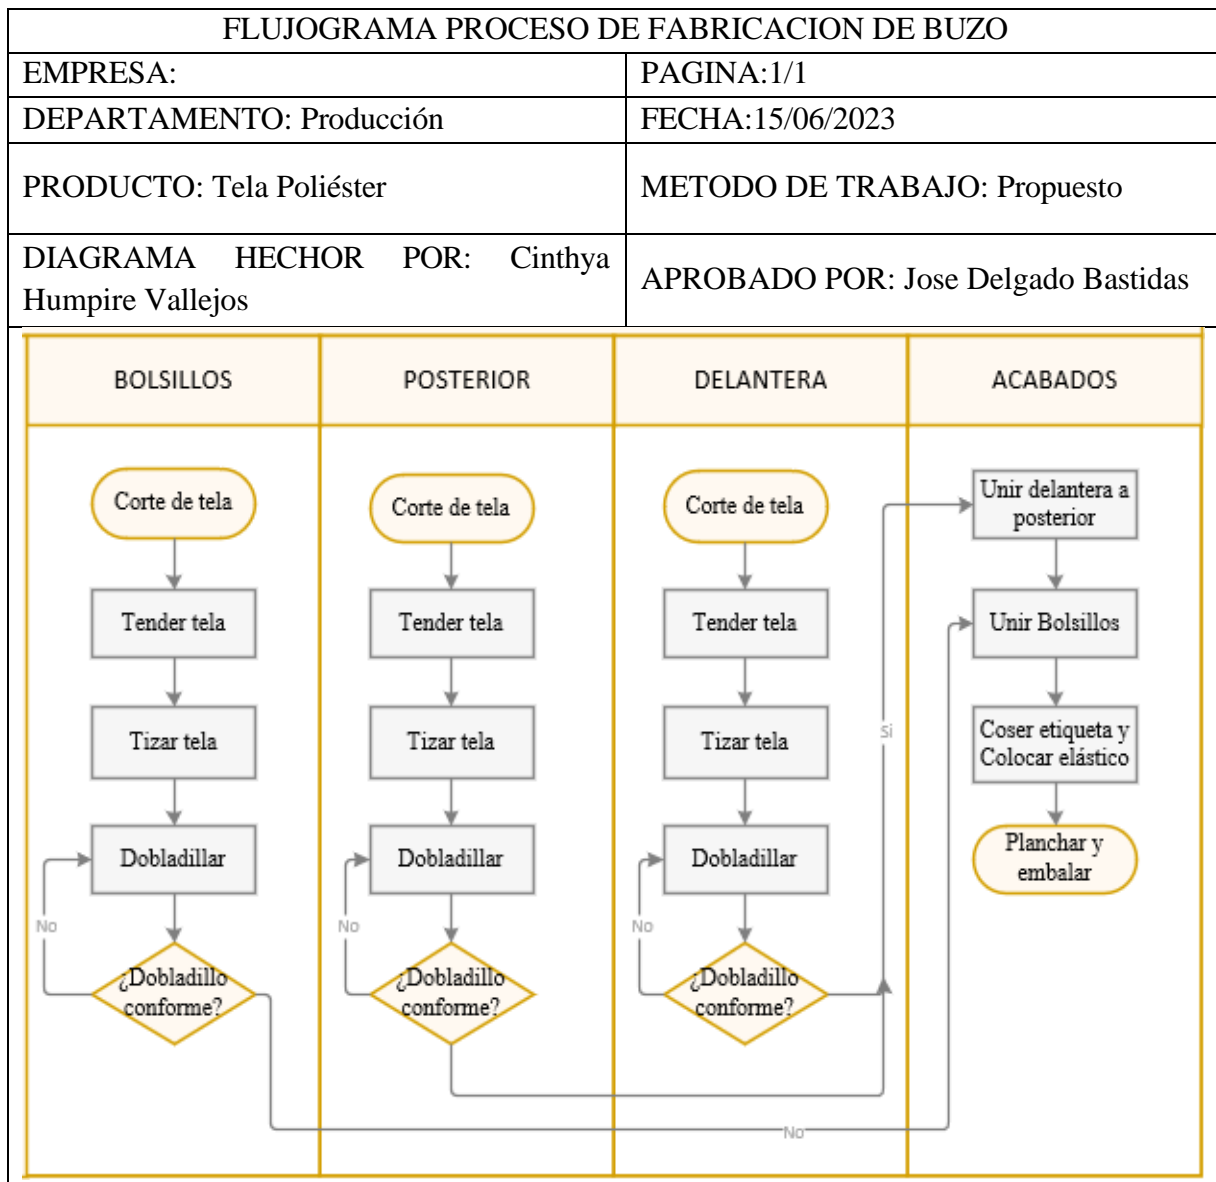 FLUJOGRAMA PROCESO DE FABRICACION DE BUZO
EMPRESA:
PAGINA:1/1
DEPARTAMENTO: Producción
FECHA:15/06/2023
PRODUCTO: Tela Poliéster
METODO DE TRABAJO: Propuesto
DIAGRAMA HECHOR POR: Cinthya
Humpire Vallejos
APROBADO POR: Jose Delgado Bastidas
BOLSILLOS
POSTERIOR
DELANTERA
ACABADOS
Corte de tela
Tender tela
Tizar tela
Dobladillar
No
¿Dobladillo
conforme?
Corte de tela
Tender tela
Tizar tela
Dobladillar
No
¿Dobladillo
conforme?
Corte de tela
Tender tela
Tizar tela
Dobladillar
No
¿Dobladillo
conforme?
Si
No
Unir delantera a
posterior
Unir Bolsillos
Coser etiqueta y
Colocar elástico
Planchar y
embalar